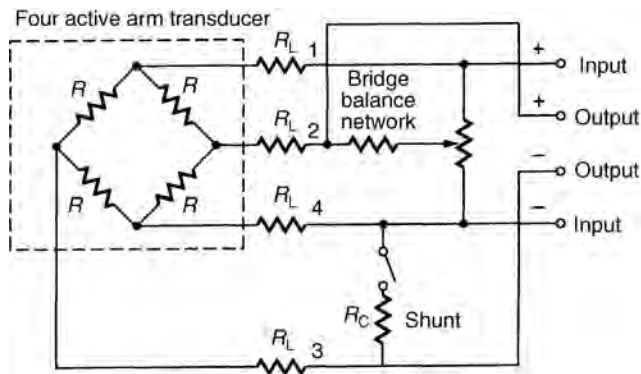 Four active arm transducer
R_L 1
+
Input
R
R
Bridge
balance
network
+
Output
R_L 2
−
Output
R
R
R_L 4
−
Input
R_C
Shunt
R_L 3